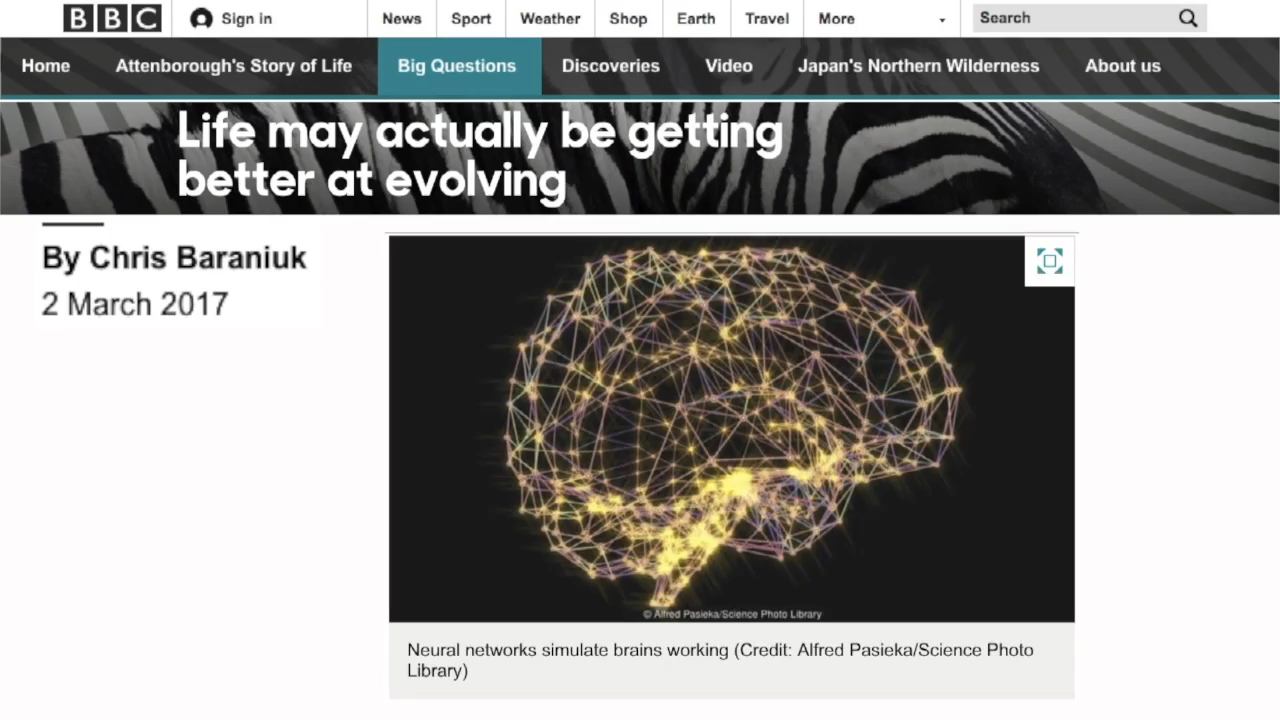 BBC Sign in News Sport Weather Shop Earth Travel More Search
Home Attenborough's Story of Life Big Questions Discoveries Video Japan's Northern Wilderness About us
Life may actually be getting
better at evolving
By Chris Baraniuk
2 March 2017
© Alfred Pasieka/Science Photo Library
Neural networks simulate brains working (Credit: Alfred Pasieka/Science Photo
Library)